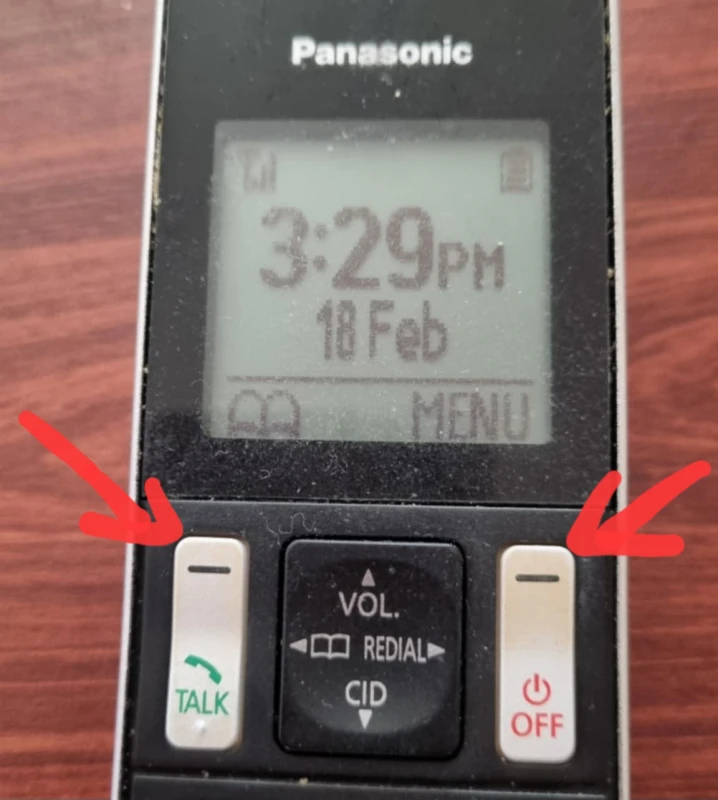 Panasonic
3:29PM
18 Feb
MENU
VOL.
REDIAL
CID
TALK
OFF